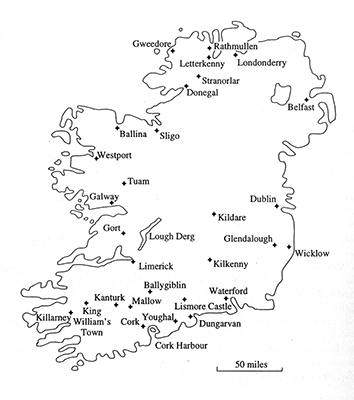 Gweedore
Rathmullen
Letterkenny
Londonderry
Stranorlar
Donegal
Belfast
Ballina
Sligo
Westport
Tuam
Galway
Dublin
Kildare
Gort
Lough Derg
Glendalough
Wicklow
Limerick
Kilkenny
Ballygiblin
Waterford
Kanturk
Mallow
Lismore Castle
Killarney
King
William's
Town
Cork
Youghal
Dungarvan
Cork Harbour
50 miles